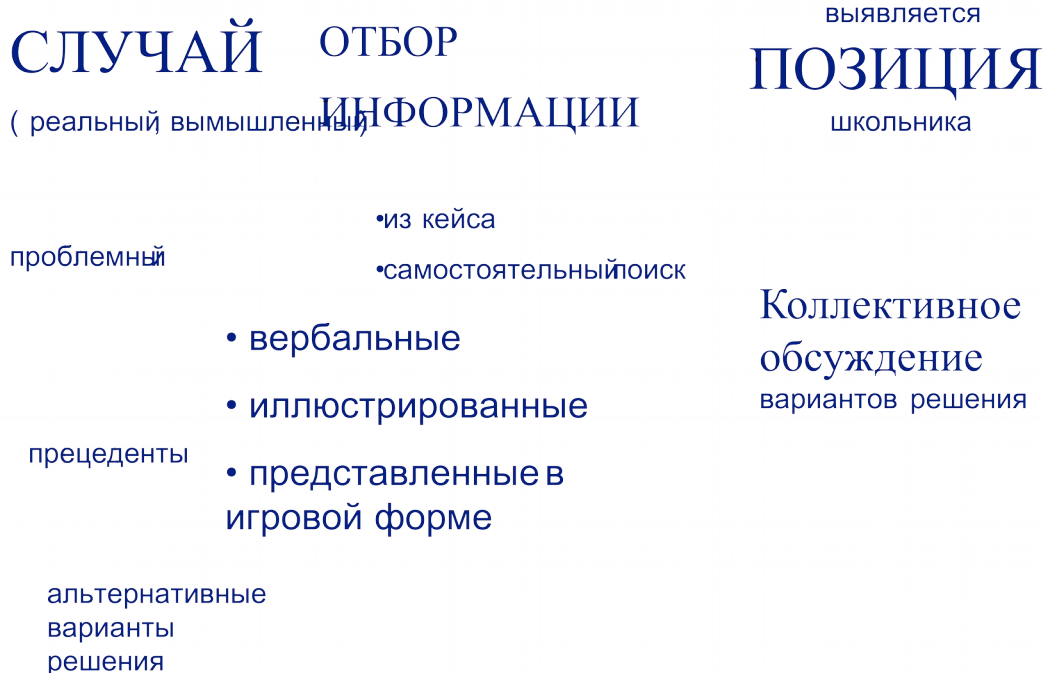 СЛУЧАЙ
( реальный, вымышленный)
проблемный
прецеденты
альтернативные
варианты
решения
ОТБОР
ИНФОРМАЦИИ
•из кейса
•самостоятельный поиск
• вербальные
• иллюстрированные
• представленные в
игровой форме
выявляется
ПОЗИЦИЯ
школьника
Коллективное
обсуждение
вариантов решения